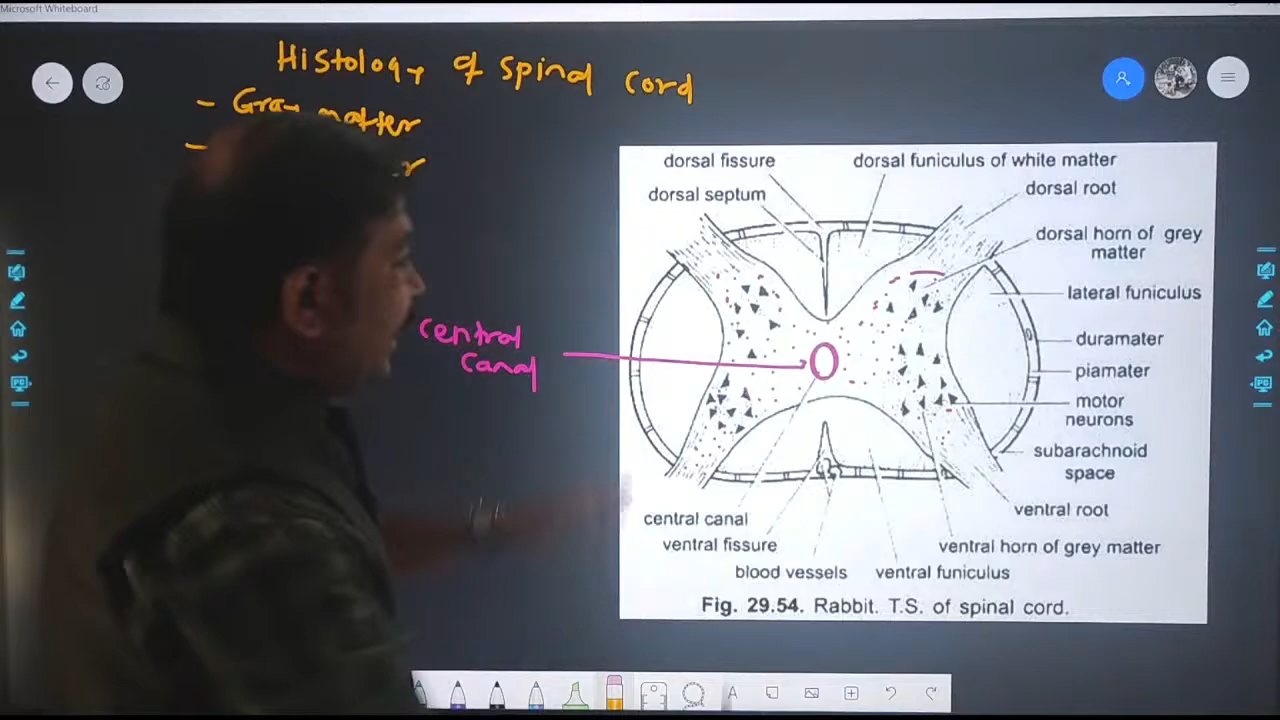 Microsoft Whiteboard
Histology of spinal cord
- Gray matter
dorsal fissure
dorsal funiculus of white matter
dorsal septum
dorsal root
dorsal horn of grey
matter
lateral funiculus
central
canal
duramater
piamater
motor
neurons
subarachnoid
space
central canal
ventral root
ventral fissure
ventral horn of grey matter
blood vessels
ventral funiculus
Fig. 29.54. Rabbit. T.S. of spinal cord.